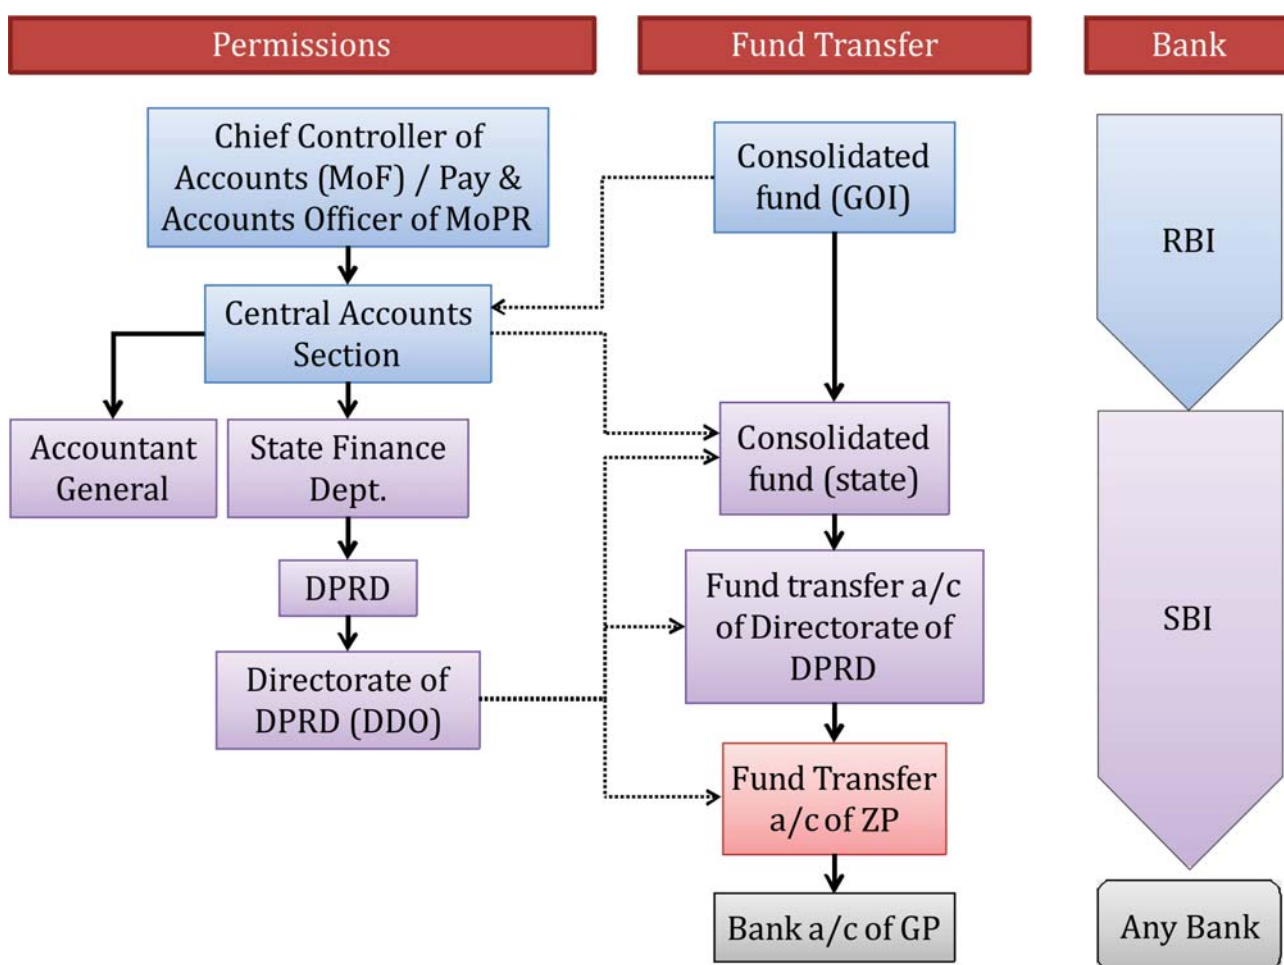 Permissions
Fund Transfer
Bank
Chief Controller of
Accounts (MoF) / Pay &
Accounts Officer of MoPR
Consolidated
fund (GOI)
RBI
Central Accounts
Section
Accountant
General
State Finance
Dept.
Consolidated
fund (state)
DPRD
Fund transfer a/c
of Directorate of
DPRD
SBI
Directorate of
DPRD (DDO)
Fund Transfer
a/c of ZP
Bank a/c of GP
Any Bank